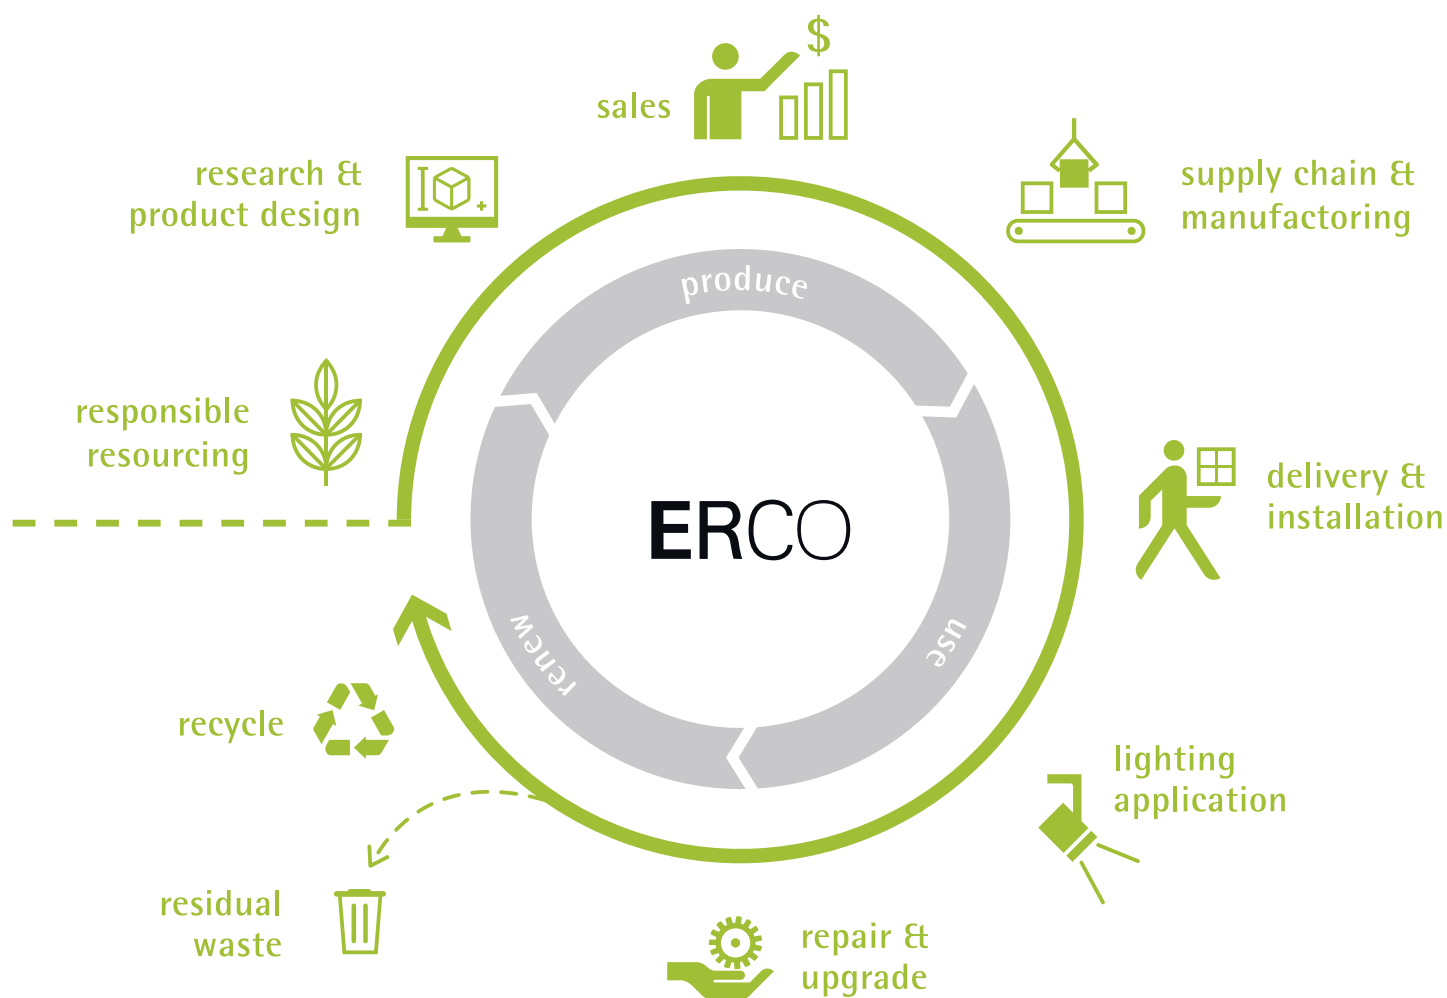 sales
research &
product design
supply chain &
manufactoring
produce
responsible
resourcing
ERCO
delivery &
installation
use
renew
recycle
lighting
application
residual
waste
repair &
upgrade
$